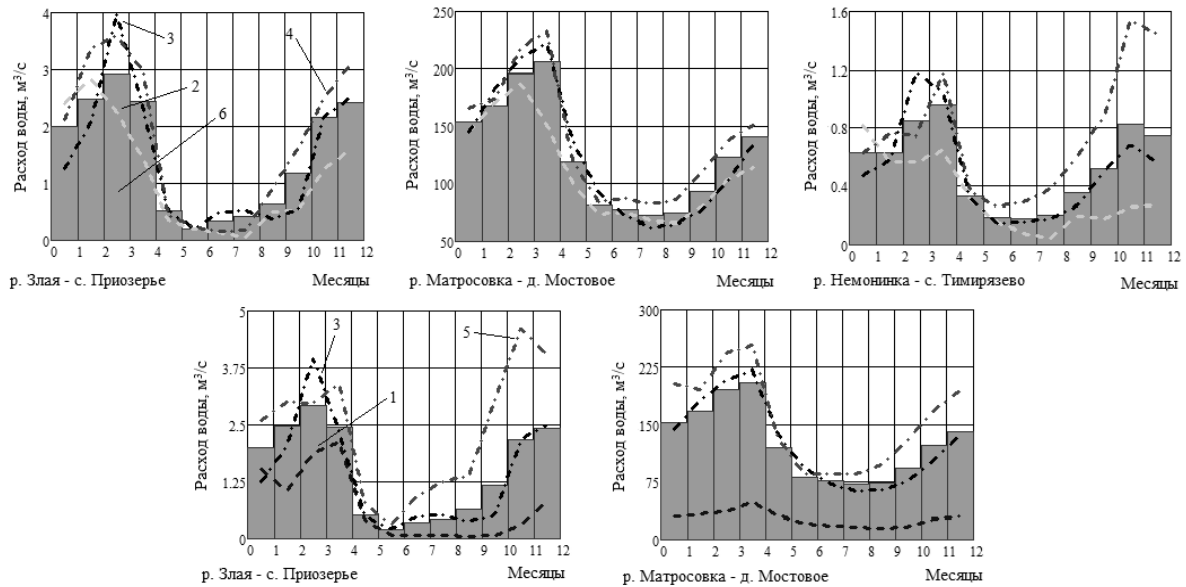 Расход воды, м³/с
4
3
2
1
0
3
4
2
6
0 1 2 3 4 5 6 7 8 9 10 11 12
р. Злая - с. Приозерье
Месяцы
Расход воды, м³/с
250
200
150
100
50
0 1 2 3 4 5 6 7 8 9 10 11 12
р. Матросовка - д. Мостовое
Месяцы
Расход воды, м³/с
1.6
1.2
0.8
0.4
0
0 1 2 3 4 5 6 7 8 9 10 11 12
р. Немонинка - с. Тимирязево
Месяцы
Расход воды, м³/с
5
3.75
2.5
1.25
0
3
1
5
0 1 2 3 4 5 6 7 8 9 10 11 12
р. Злая - с. Приозерье
Месяцы
Расход воды, м³/с
300
225
150
75
0
0 1 2 3 4 5 6 7 8 9 10 11 12
р. Матросовка - д. Мостовое
Месяцы